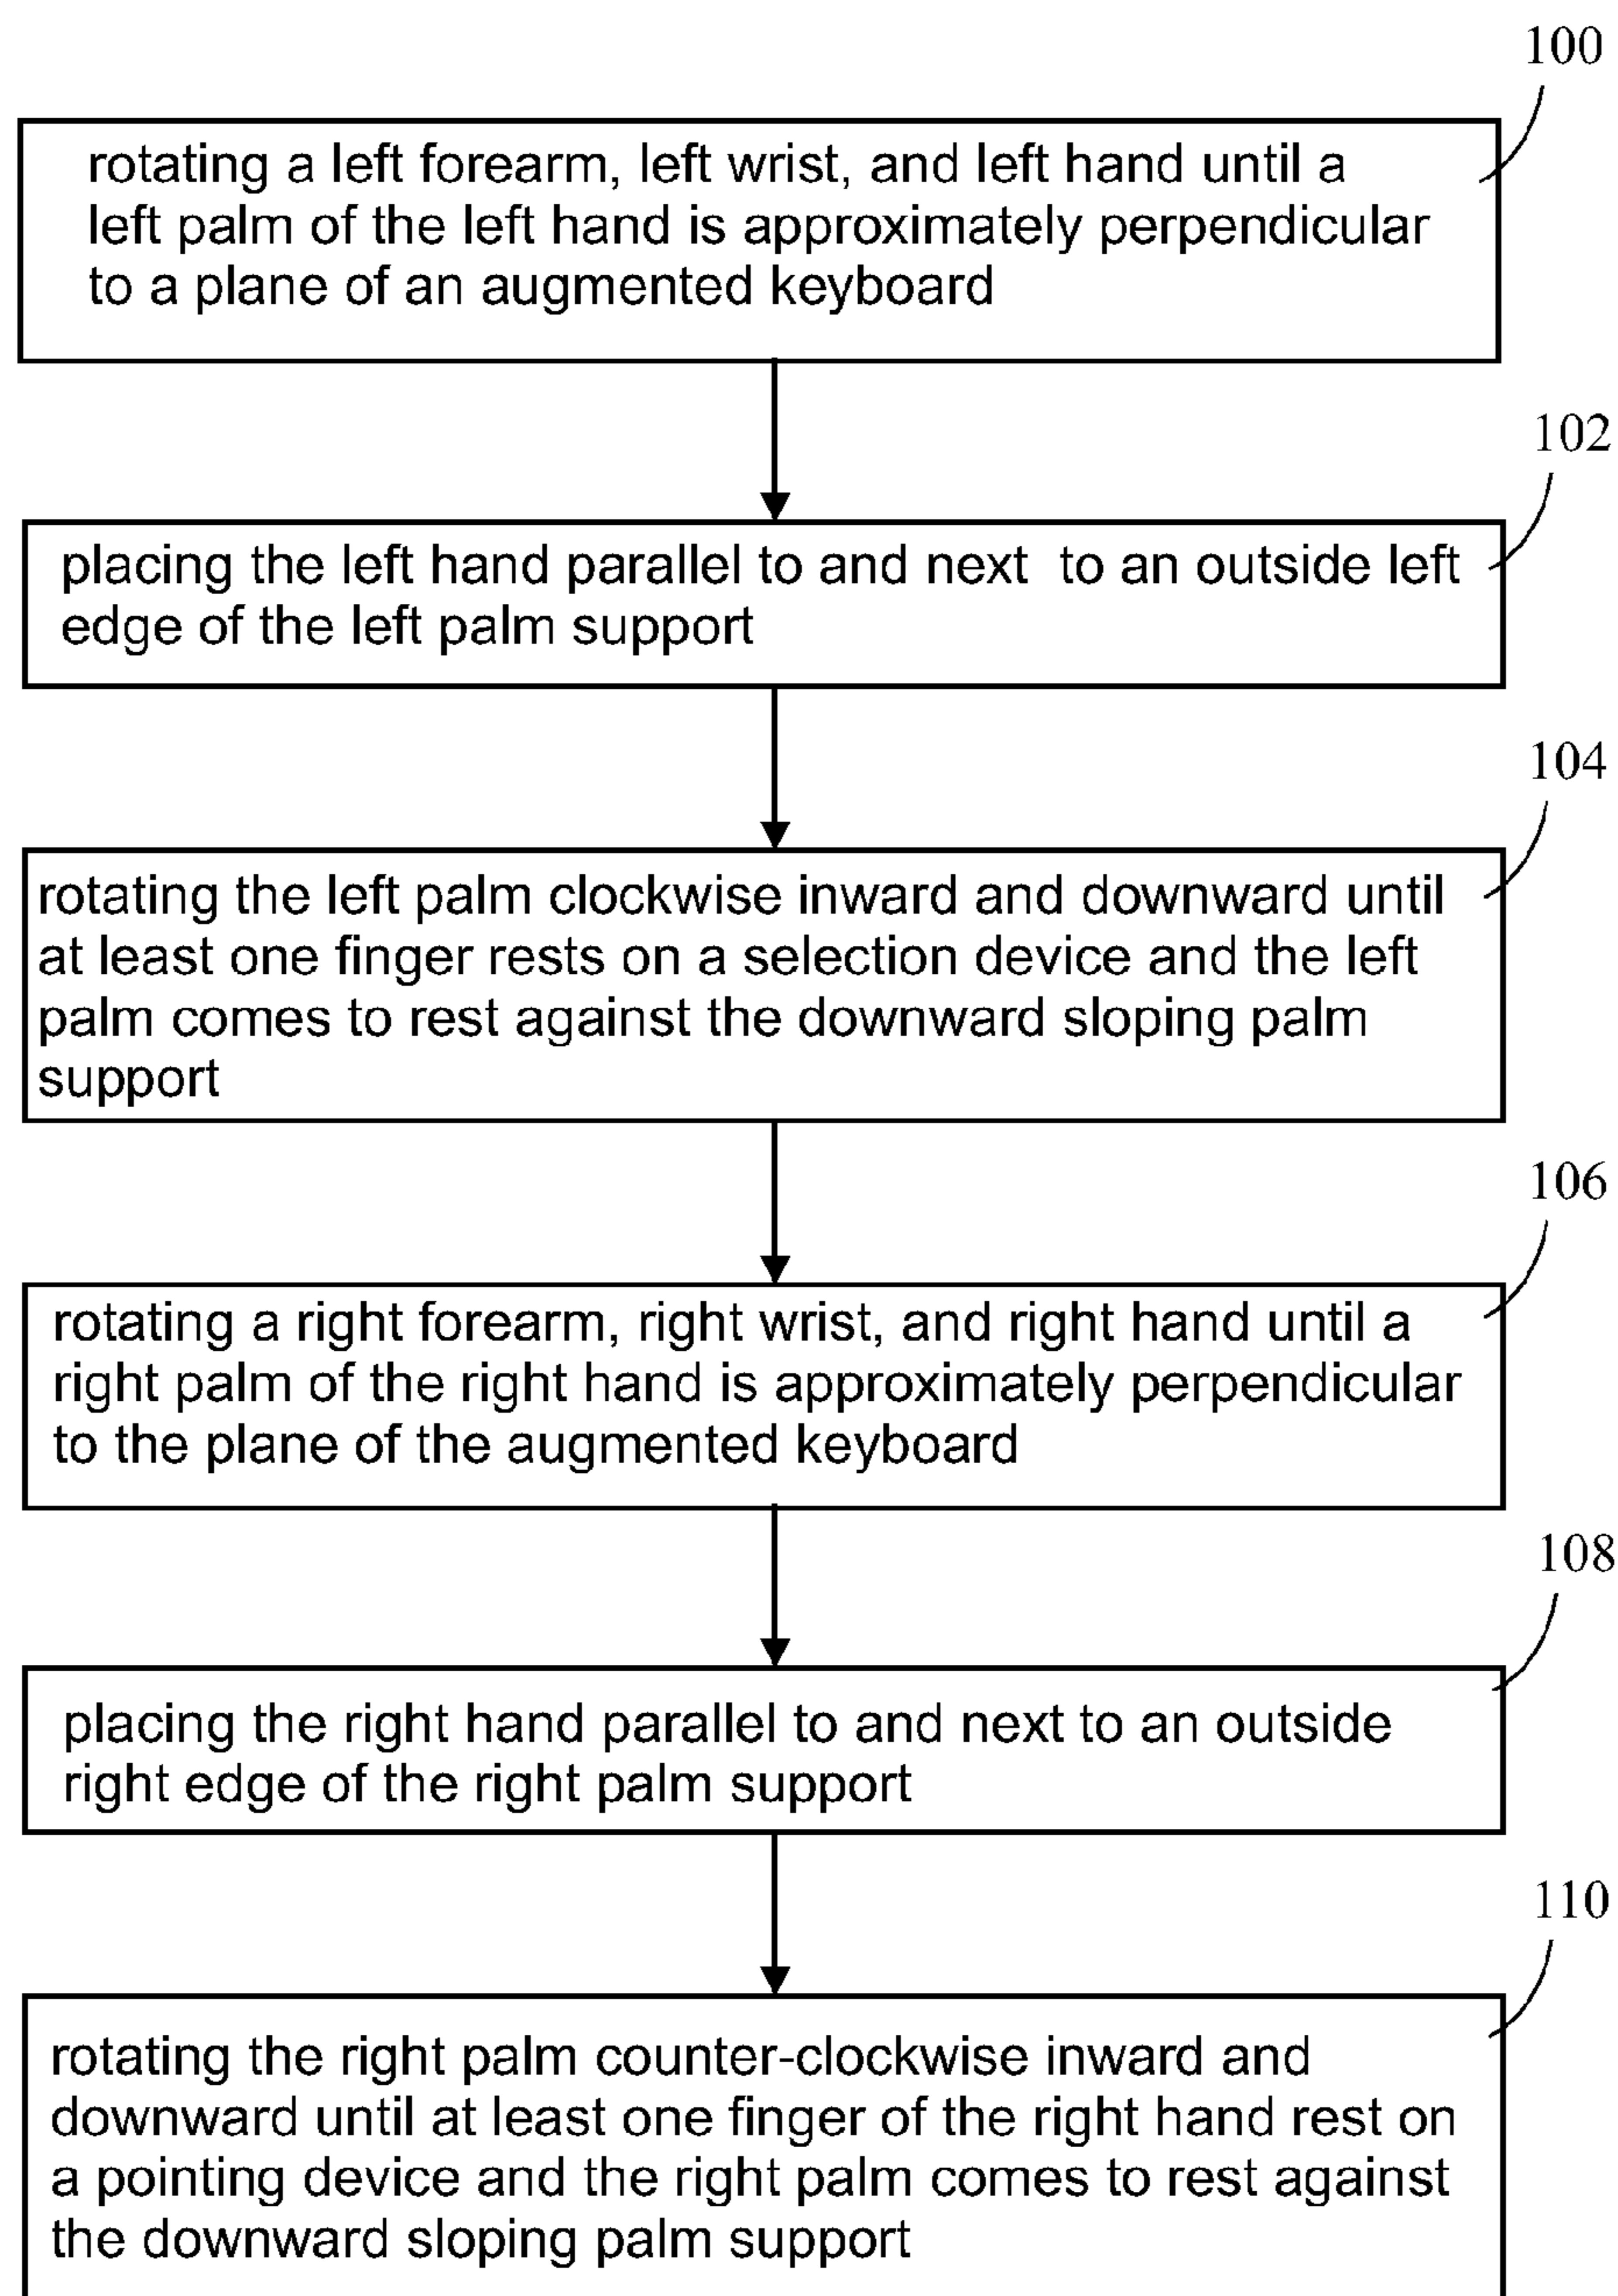 100
rotating a left forearm, left wrist, and left hand until a
left palm of the left hand is approximately perpendicular
to a plane of an augmented keyboard
102
placing the left hand parallel to and next to an outside left
edge of the left palm support
104
rotating the left palm clockwise inward and downward until
at least one finger rests on a selection device and the left
palm comes to rest against the downward sloping palm
support
106
rotating a right forearm, right wrist, and right hand until a
right palm of the right hand is approximately perpendicular
to the plane of the augmented keyboard
108
placing the right hand parallel to and next to an outside
right edge of the right palm support
110
rotating the right palm counter-clockwise inward and
downward until at least one finger of the right hand rest on
a pointing device and the right palm comes to rest against
the downward sloping palm support